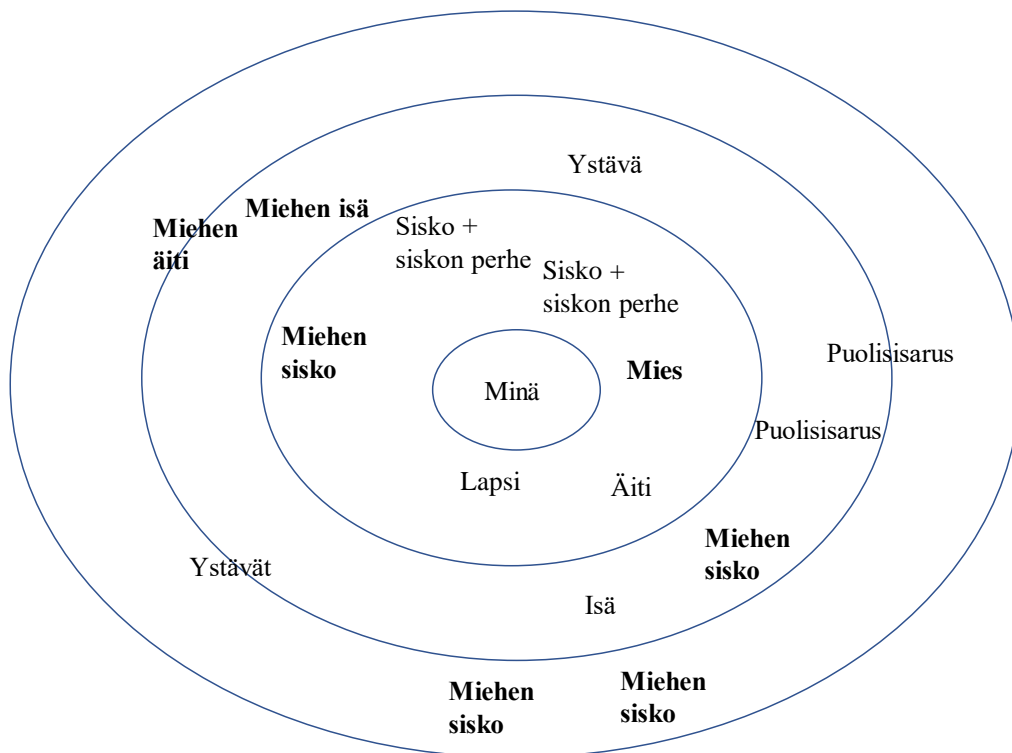 Ystävä
Miehen isä
Miehen
äiti
Sisko +
siskon perhe
Sisko +
siskon perhe
Miehen
sisko
Puolisisarus
Mies
Minä
Puolisisarus
Lapsi
Äiti
Miehen
sisko
Ystävät
Isä
Miehen
sisko
Miehen
sisko